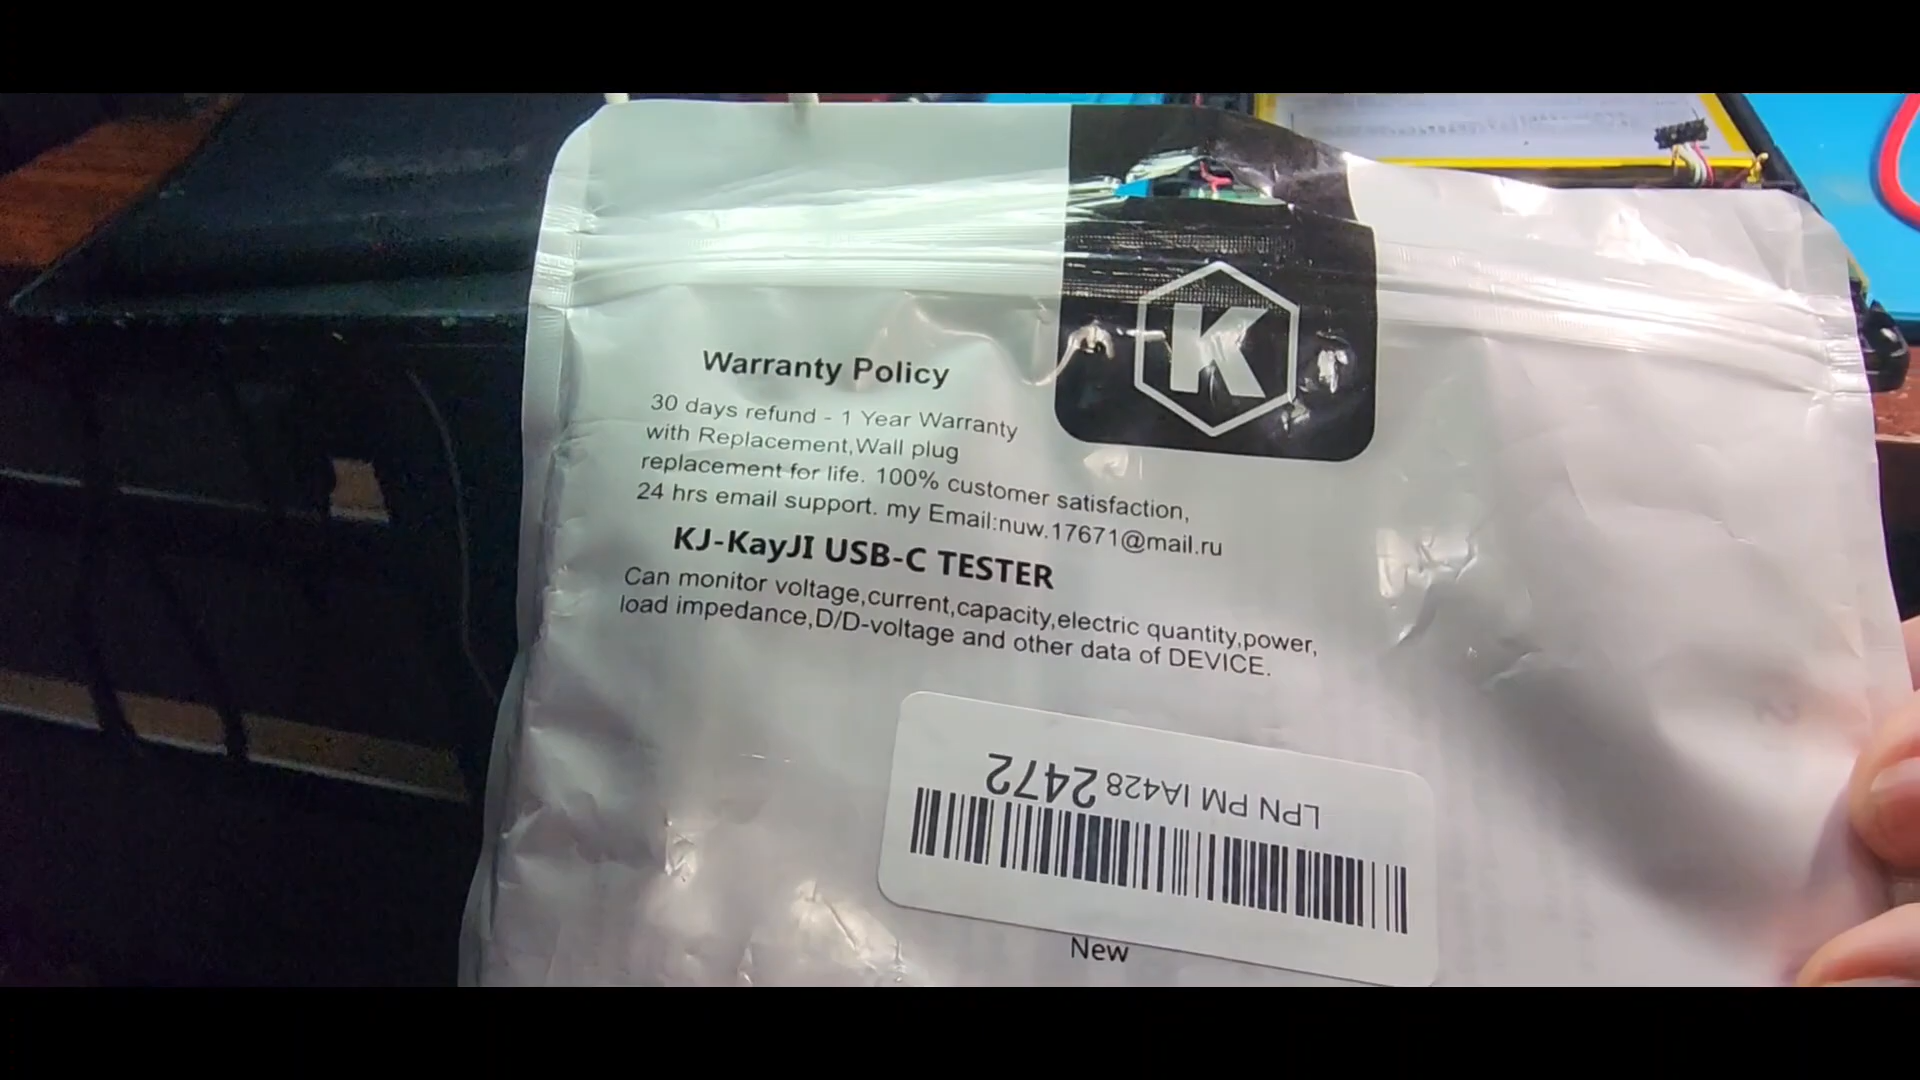 K
Warranty Policy
30 days refund - 1 Year Warranty
with Replacement,Wall plug
replacement for life. 100% customer satisfaction,
24 hrs email support. my Email:nuw.17671@mail.ru
KJ-KayJI USB-C TESTER
Can monitor voltage,current,capacity,electric quantity,power,
load impedance,D/D-voltage and other data of DEVICE.
LPN PM IA428 2472
New